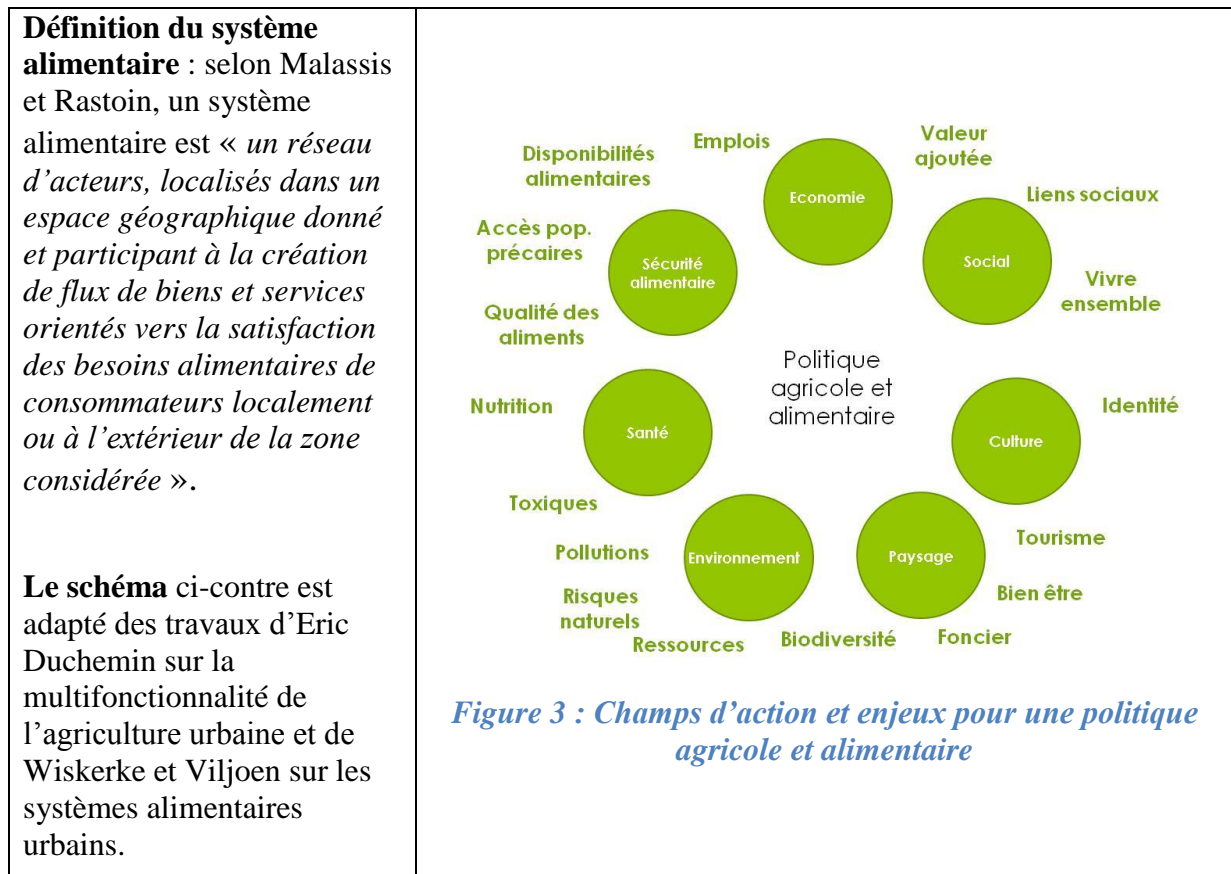 Définition du système
alimentaire : selon Malassis
et Rastoin, un système
alimentaire est « un réseau
d’acteurs, localisés dans un
espace géographique donné
et participant à la création
de flux de biens et services
orientés vers la satisfaction
des besoins alimentaires de
consommateurs localement
ou à l’extérieur de la zone
considérée ».
Le schéma ci-contre est
adapté des travaux d’Eric
Duchemin sur la
multifonctionnalité de
l’agriculture urbaine et de
Wiskerke et Viljoen sur les
systèmes alimentaires
urbains.
Emplois
Valeur
ajoutée
Disponibilités
alimentaires
Economie
Liens sociaux
Accès pop.
précaires
Sécurité
alimentaire
Social
Vivre
ensemble
Qualité des
aliments
Politique
agricole et
alimentaire
Nutrition
Santé
Culture
Identité
Toxiques
Pollutions
Environnement
Paysage
Tourisme
Risques
naturels
Bien être
Ressources
Biodiversité
Foncier
Figure 3 : Champs d’action et enjeux pour une politique
agricole et alimentaire